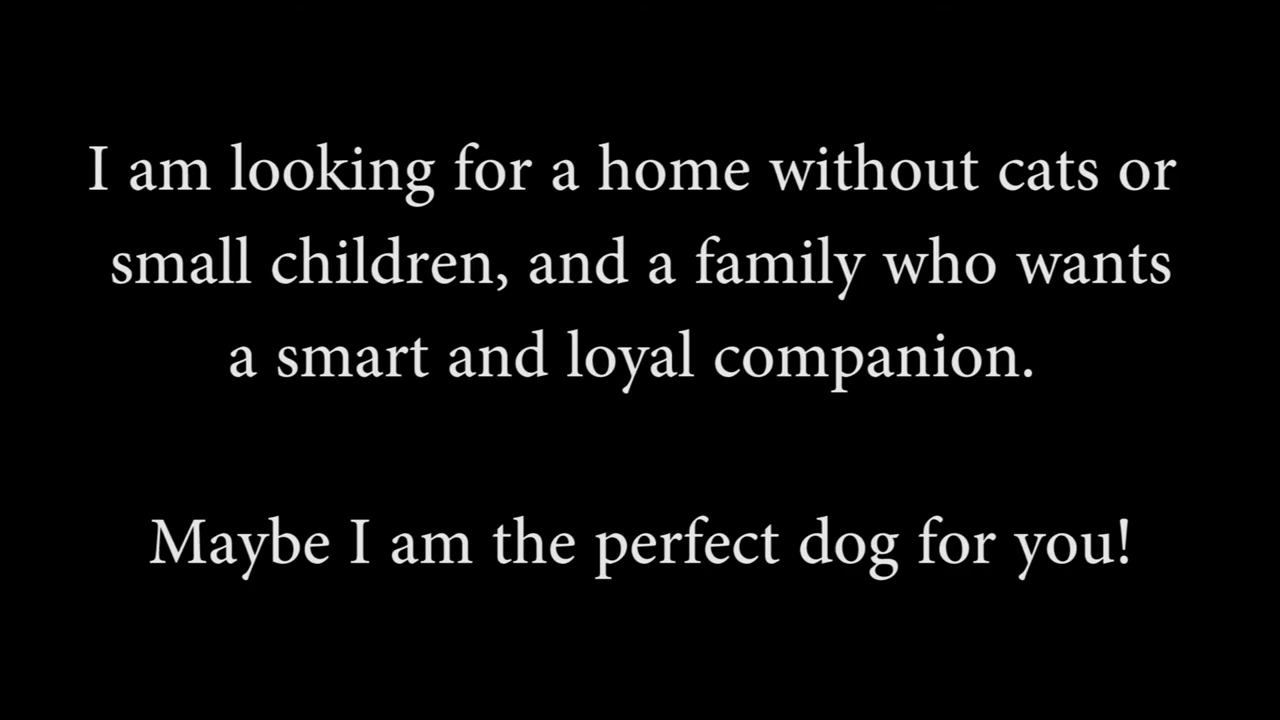 I am looking for a home without cats or
small children, and a family who wants
a smart and loyal companion.
Maybe I am the perfect dog for you!